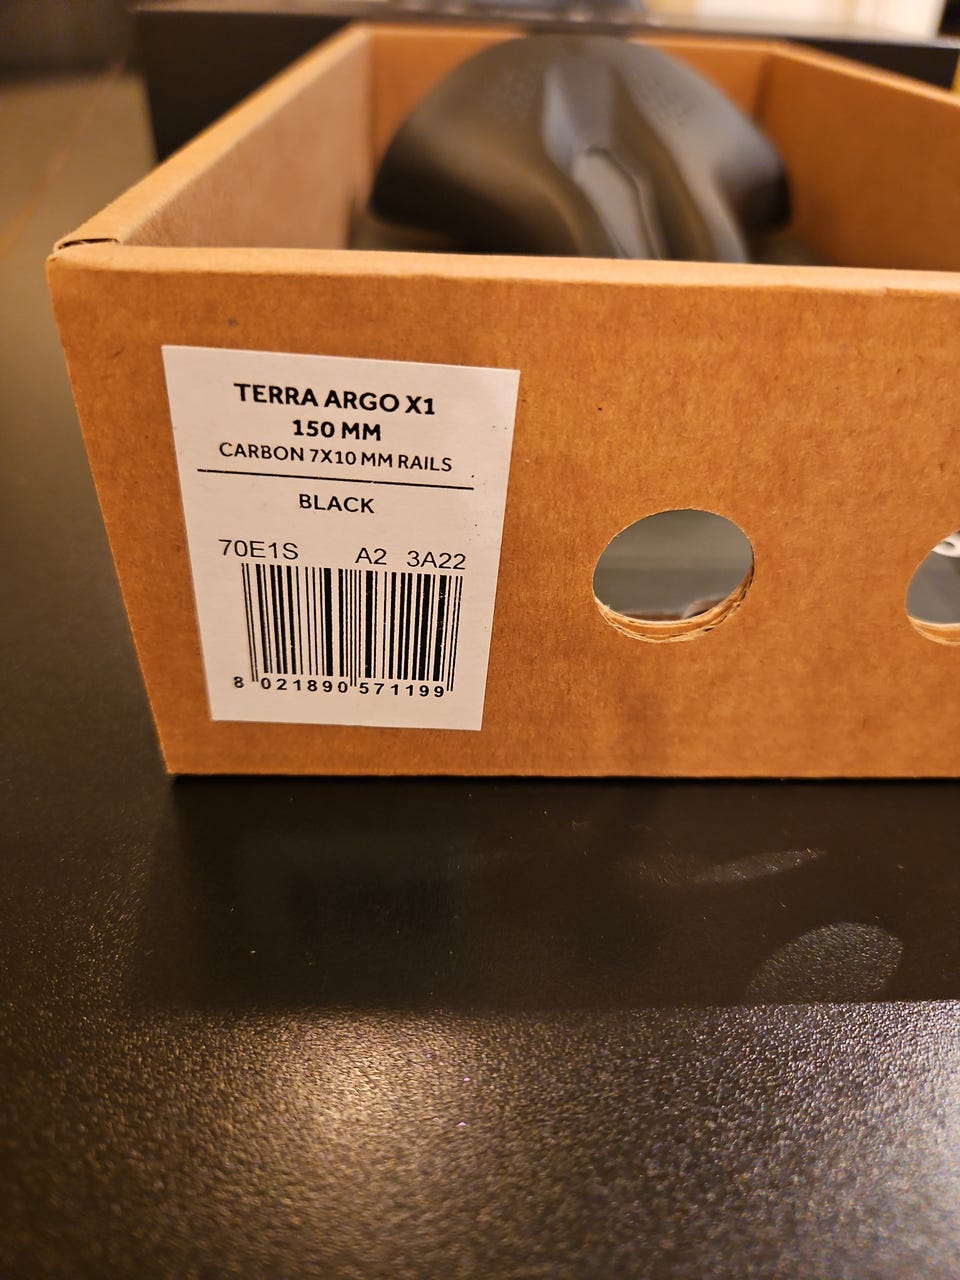 TERRA ARGO X1
150 MM
CARBON 7X10 MM RAILS
BLACK
70E1S A2 3A22
8 021890 571199